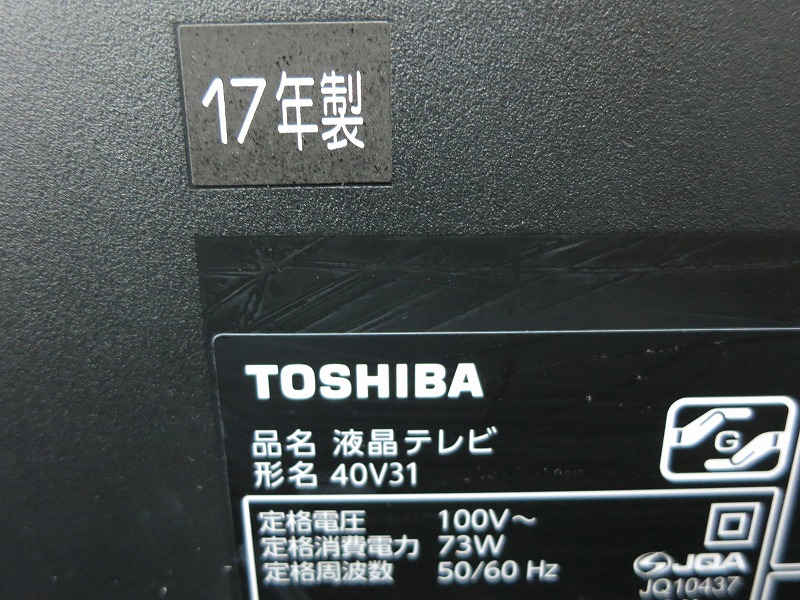 17年製
TOSHIBA
品名 液晶テレビ
形名 40V31
G
定格電圧 100V～
定格消費電力 73W
定格周波数 50/60 Hz
JQA
JQ10437